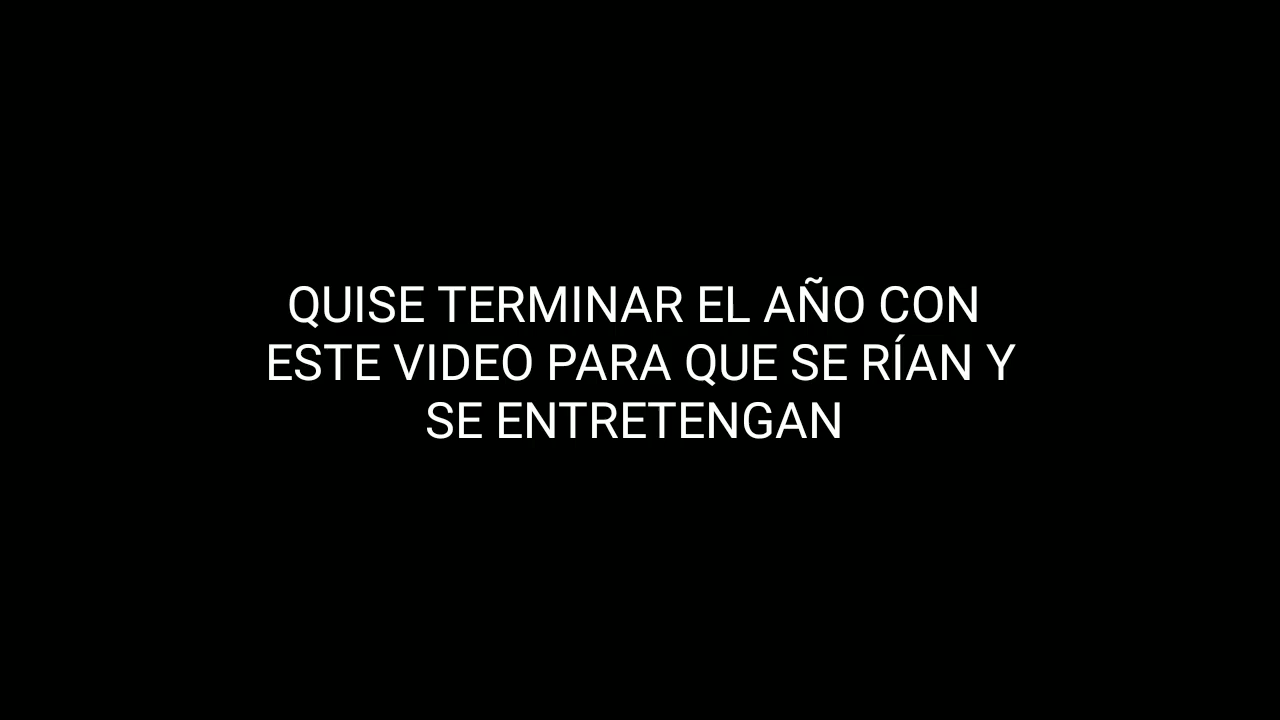 QUISE TERMINAR EL AÑO CON
ESTE VIDEO PARA QUE SE RÍAN Y
SE ENTRETENGAN